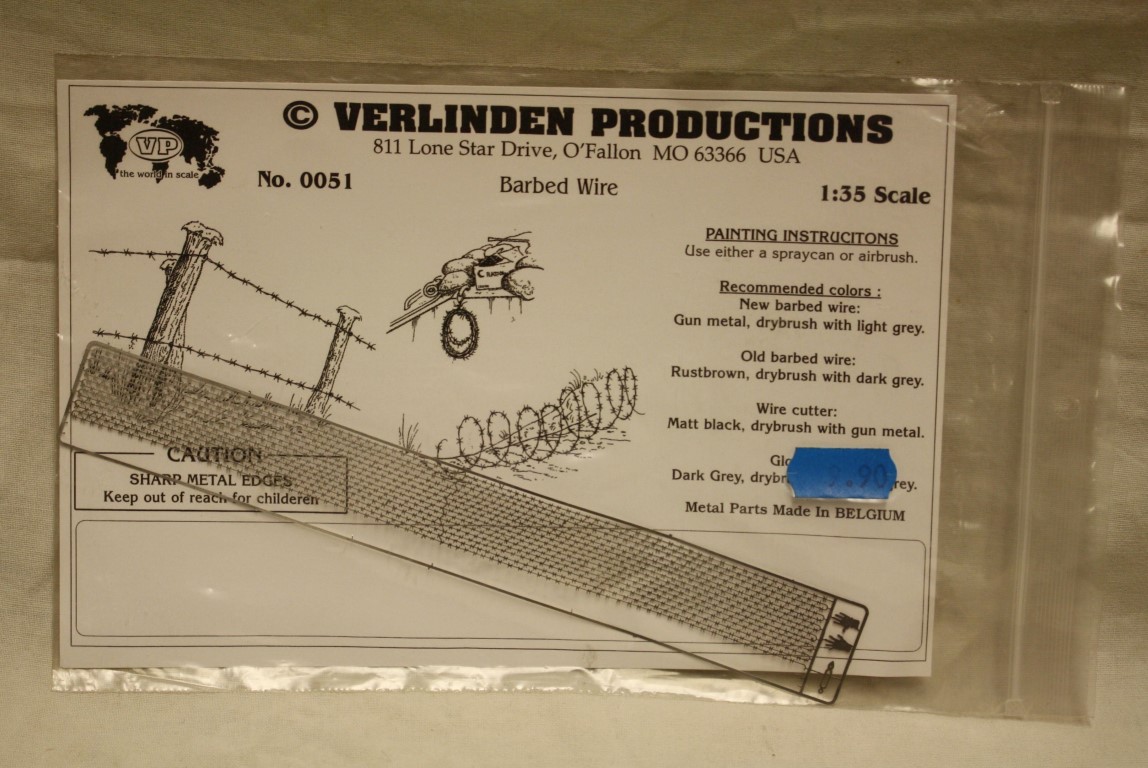 © VERLINDEN PRODUCTIONS
811 Lone Star Drive, O'Fallon MO 63366 USA
VP
the world in scale
No. 0051
Barbed Wire
1:35 Scale
PAINTING INSTRUCITONS
Use either a spraycan or airbrush.
Recommended colors :
New barbed wire:
Gun metal, drybrush with light grey.
Old barbed wire:
Rustbrown, drybrush with dark grey.
Wire cutter:
Matt black, drybrush with gun metal.
Dark Grey,
9.90
Metal Parts Made In BELGIUM
CAUTION
SHARP METAL EDGES
Keep out of reach for childeren